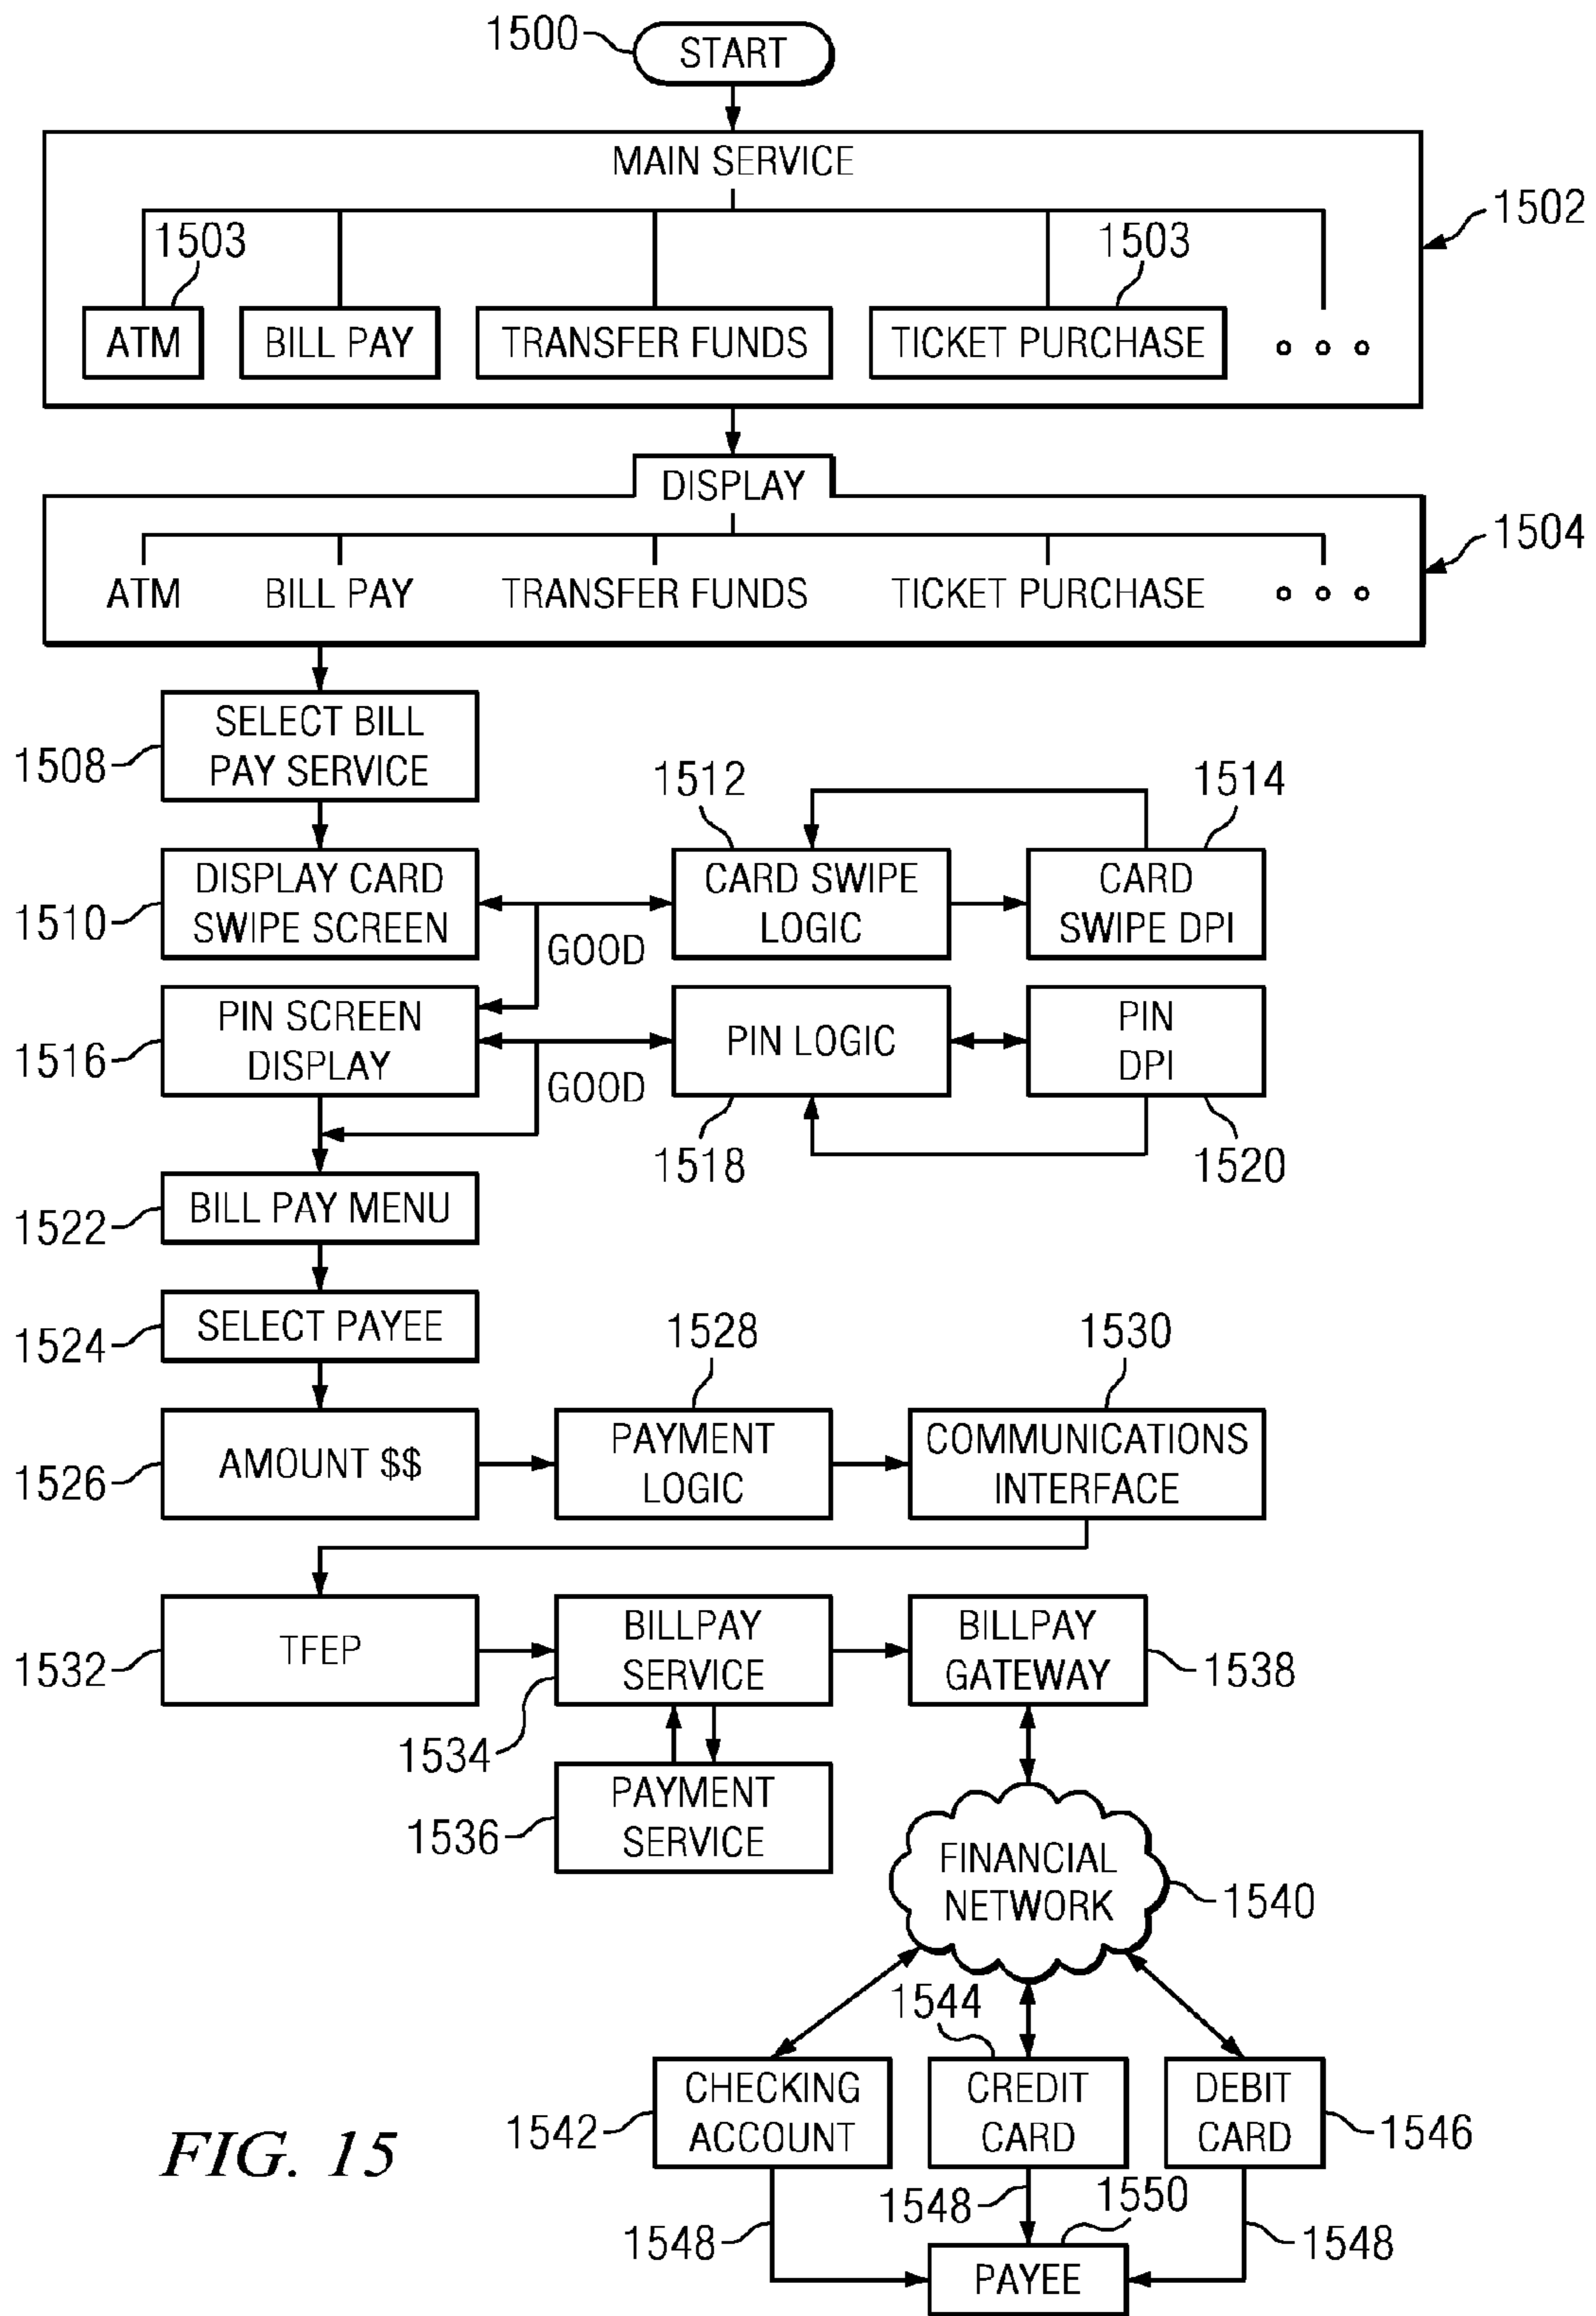 1500
START
MAIN SERVICE
1502
1503
1503
ATM
BILL PAY
TRANSFER FUNDS
TICKET PURCHASE
DISPLAY
1504
ATM
BILL PAY
TRANSFER FUNDS
TICKET PURCHASE
SELECT BILL
PAY SERVICE
1508
1512
1514
DISPLAY CARD
SWIPE SCREEN
1510
CARD SWIPE
LOGIC
CARD
SWIPE DPI
GOOD
PIN SCREEN
DISPLAY
1516
PIN LOGIC
PIN
DPI
GOOD
1518
1520
BILL PAY MENU
1522
SELECT PAYEE
1524
1528
1530
AMOUNT $$
1526
PAYMENT
LOGIC
COMMUNICATIONS
INTERFACE
TFEP
1532
BILLPAY
SERVICE
1534
BILLPAY
GATEWAY
1538
PAYMENT
SERVICE
1536
FINANCIAL
NETWORK
1540
1544
CHECKING
ACCOUNT
1542
CREDIT
CARD
DEBIT
CARD
1546
1548
1548
1550
1548
PAYEE
FIG. 15